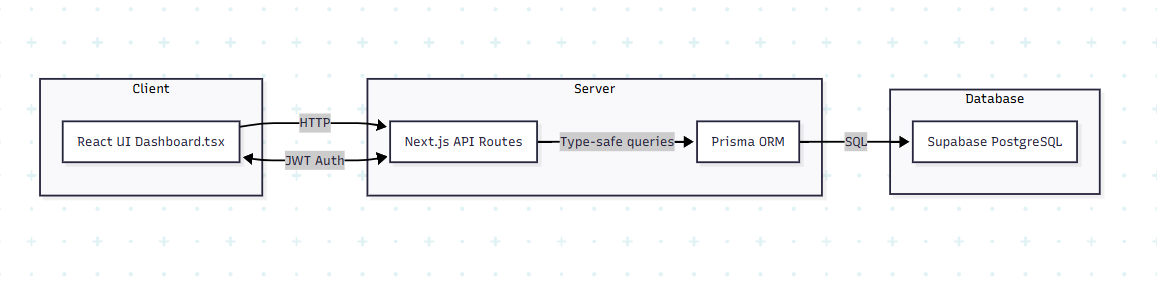 Client
React UI Dashboard.tsx
HTTP
JWT Auth
Server
Next.js API Routes
Type-safe queries
Prisma ORM
SQL
Database
Supabase PostgreSQL